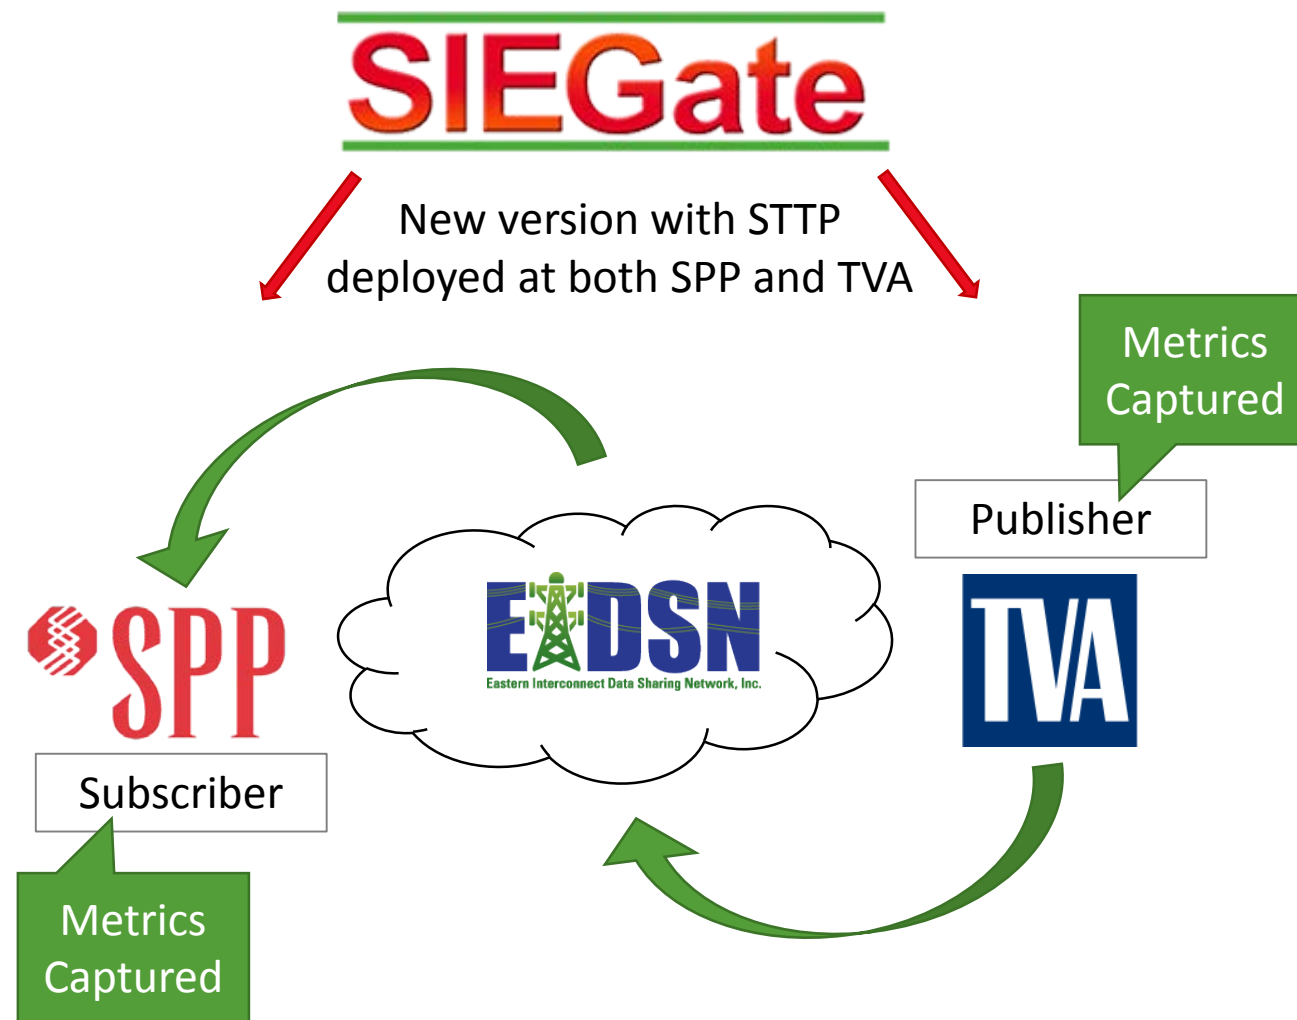 SIEGate
New version with STTP
deployed at both SPP and TVA
Metrics
Captured
Publisher
EIDSN
Eastern Interconnect Data Sharing Network, Inc.
TVA
SPP
Subscriber
Metrics
Captured